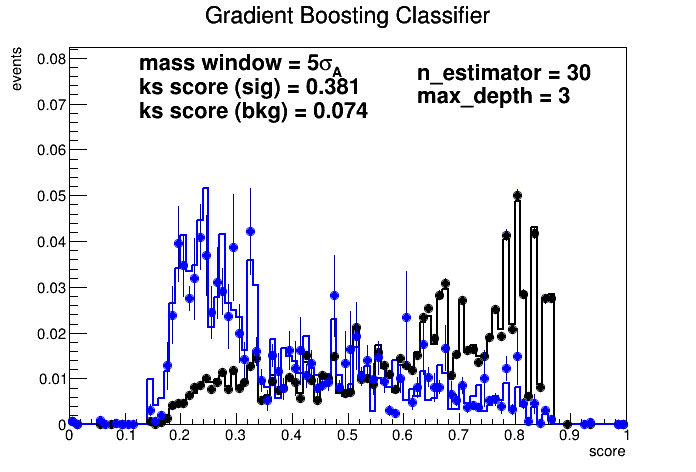 Gradient Boosting Classifier
events
mass window = 5σA
ks score (sig) = 0.381
ks score (bkg) = 0.074
n_estimator = 30
max_depth = 3
0.08
0.07
0.06
0.05
0.04
0.03
0.02
0.01
0
0 0.1 0.2 0.3 0.4 0.5 0.6 0.7 0.8 0.9 1
score